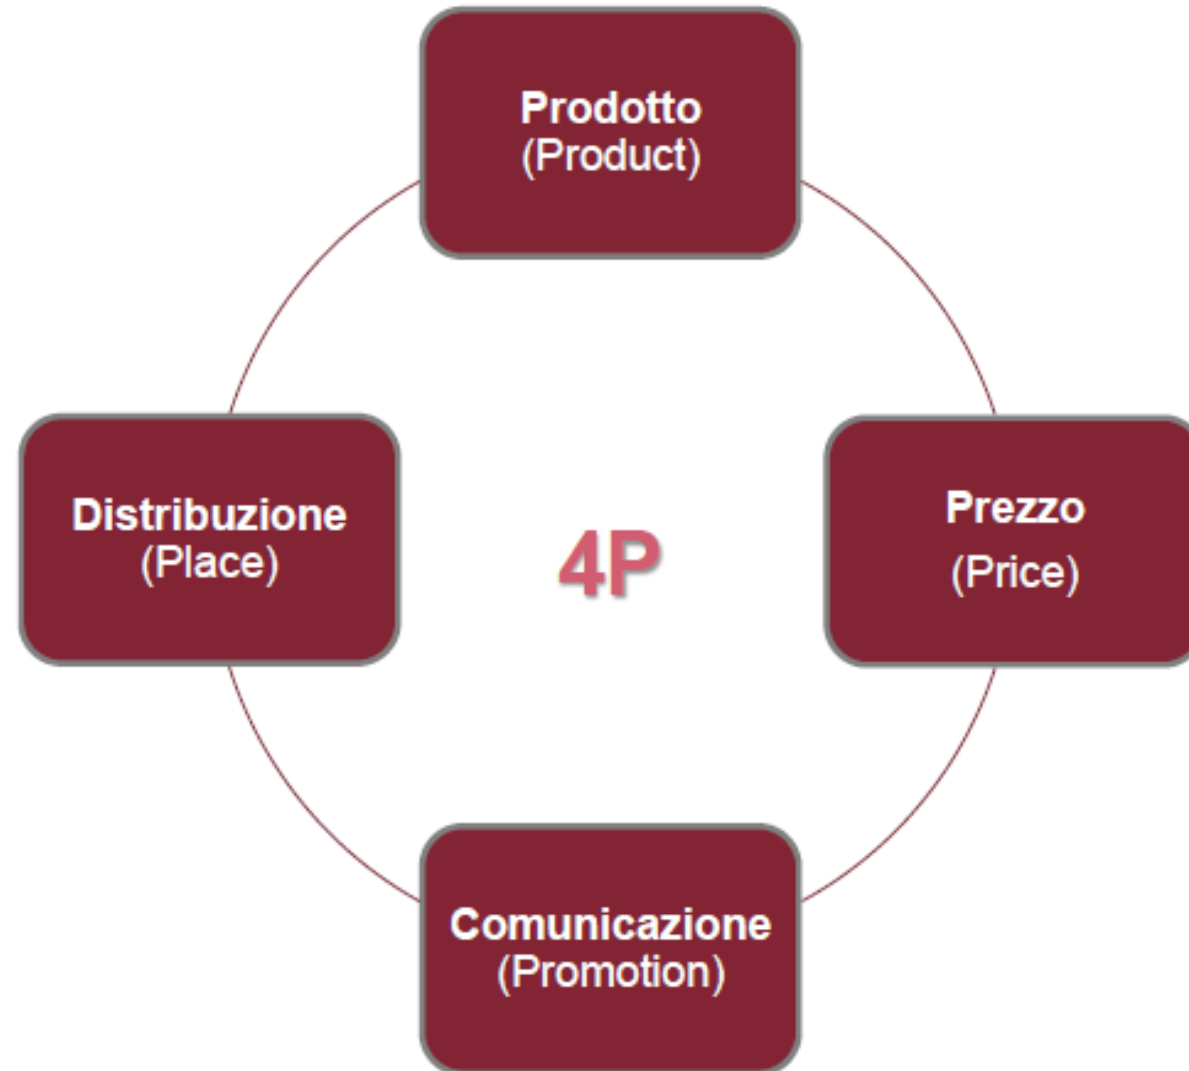 Prodotto
(Product)
Distribuzione
(Place)
4P
Prezzo
(Price)
Comunicazione
(Promotion)